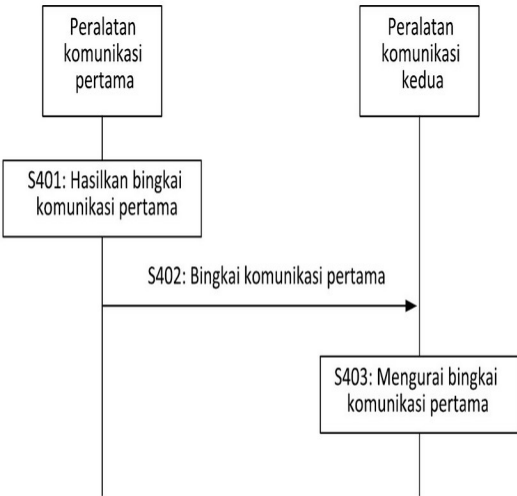 Peralatan
komunikasi
pertama
Peralatan
komunikasi
kedua
S401: Hasilkan bingkai
komunikasi pertama
S402: Bingkai komunikasi pertama
S403: Mengurai bingkai
komunikasi pertama